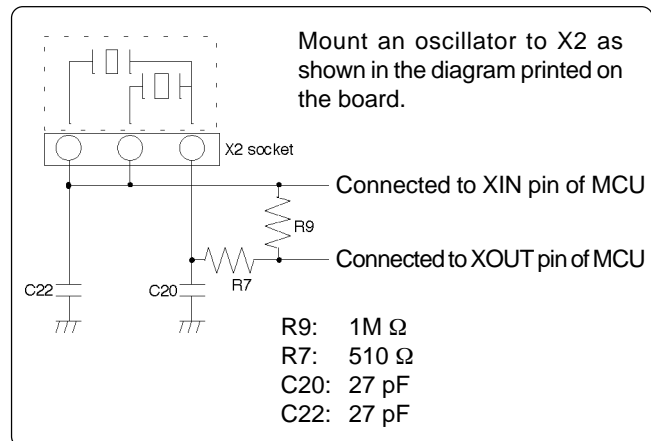 Mount an oscillator to X2 as
shown in the diagram printed on
the board.
X2 socket
Connected to XIN pin of MCU
R9
Connected to XOUT pin of MCU
R7
C22
C20
R9: 1M Ω
R7: 510 Ω
C20: 27 pF
C22: 27 pF